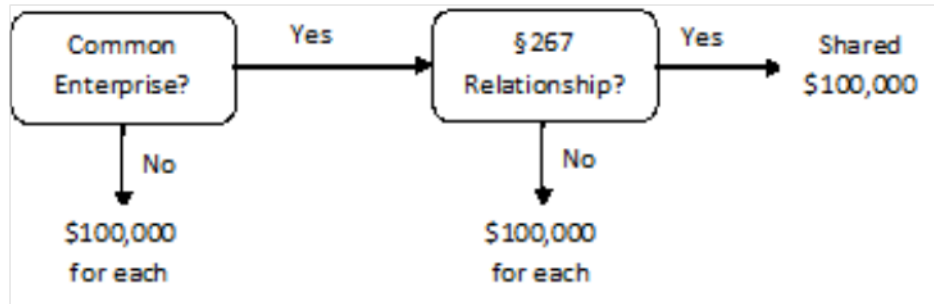 Common
Enterprise?
Yes
§267
Relationship?
Yes
Shared
$100,000
No
$100,000
for each
No
$100,000
for each